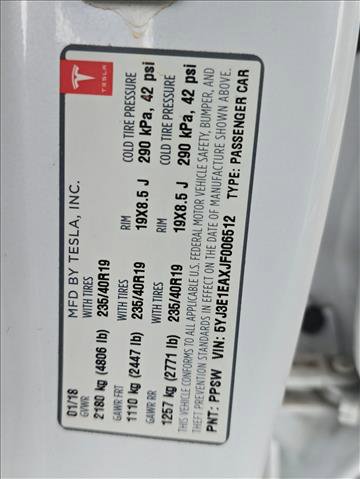 TESLA
MFD BY TESLA, INC.
01/18
GVWR WITH TIRES RIM COLD TIRE PRESSURE
2180 kg (4806 lb) 235/40R19 19X8.5 J 290 kPa, 42 psi
GAWR FRT WITH TIRES RIM COLD TIRE PRESSURE
1110 kg (2447 lb) 235/40R19 19X8.5 J 290 kPa, 42 psi
GAWR RR WITH TIRES
1257 kg (2771 lb) 235/40R19
THIS VEHICLE CONFORMS TO ALL APPLICABLE U.S. FEDERAL MOTOR VEHICLE SAFETY, BUMPER, AND
THEFT PREVENTION STANDARDS IN EFFECT ON THE DATE OF MANUFACTURE SHOWN ABOVE.
PNT: PPSW VIN: 5YJ3E1EAXJF006512 TYPE: PASSENGER CAR